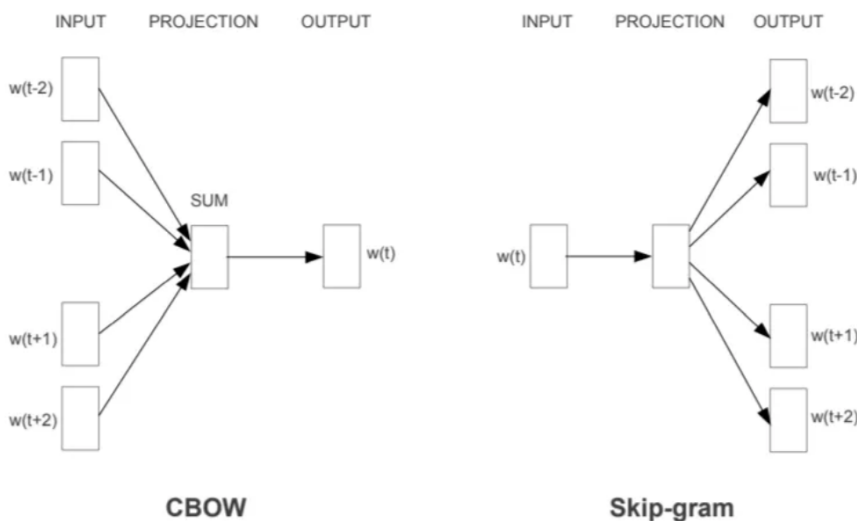 INPUT PROJECTION OUTPUT
w(t-2)
w(t-1)
SUM
w(t)
w(t+1)
w(t+2)
CBOW
INPUT PROJECTION OUTPUT
w(t-2)
w(t-1)
w(t)
w(t+1)
w(t+2)
Skip-gram